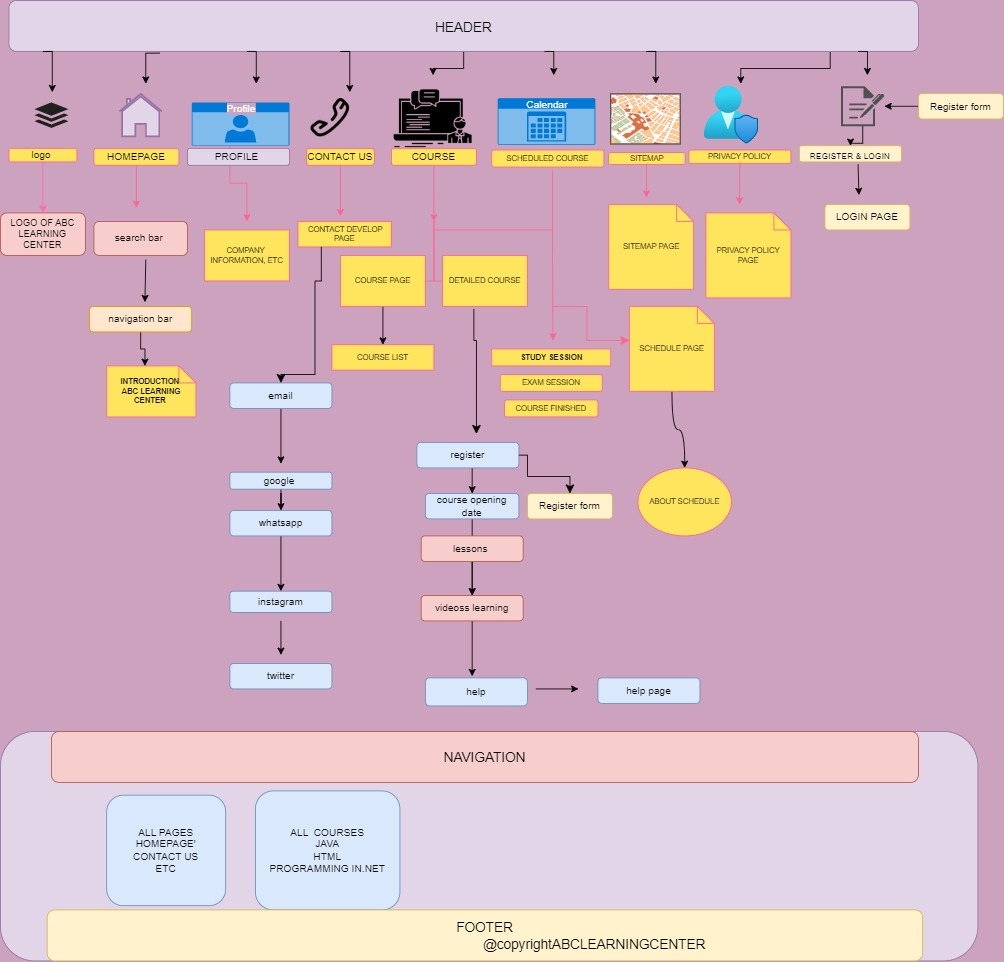 HEADER
Profile
Calendar
Register form
logo
HOMEPAGE
PROFILE
CONTACT US
COURSE
SCHEDULED COURSE
SITEMAP
PRIVACY POLICY
REGISTER & LOGIN
LOGO OF ABC
LEARNING
CENTER
search bar
COMPANY
INFORMATION, ETC
CONTACT DEVELOP
PAGE
COURSE PAGE
DETAILED COURSE
SITEMAP PAGE
PRIVACY POLICY
PAGE
LOGIN PAGE
navigation bar
COURSE LIST
STUDY SESSION
EXAM SESSION
COURSE FINISHED
SCHEDULE PAGE
INTRODUCTION
ABC LEARNING
CENTER
email
google
whatsapp
instagram
twitter
register
course opening
date
Register form
lessons
videoss learning
help
help page
ABOUT SCHEDULE
NAVIGATION
ALL PAGES
HOMEPAGE'
CONTACT US
ETC
ALL COURSES
JAVA
HTML
PROGRAMMING IN.NET
FOOTER
@copyrightABCLEARNINGCENTER